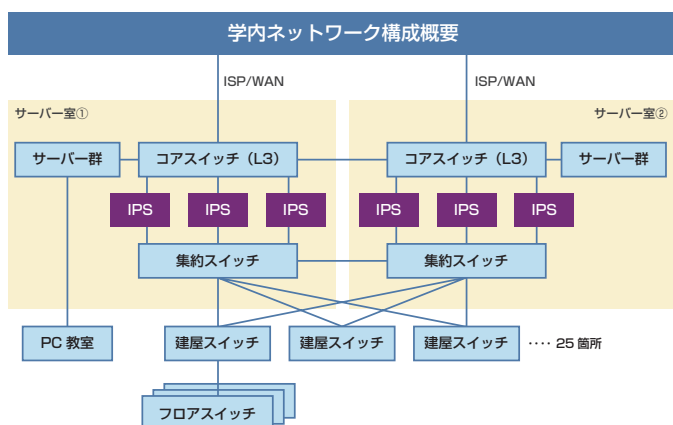 学内ネットワーク構成概要
ISP/WAN
ISP/WAN
サーバー室①
サーバー室②
サーバー群
コアスイッチ（L3）
コアスイッチ（L3）
サーバー群
IPS
IPS
IPS
IPS
IPS
IPS
集約スイッチ
集約スイッチ
PC 教室
建屋スイッチ
建屋スイッチ
建屋スイッチ
‥‥ 25 箇所
フロアスイッチ